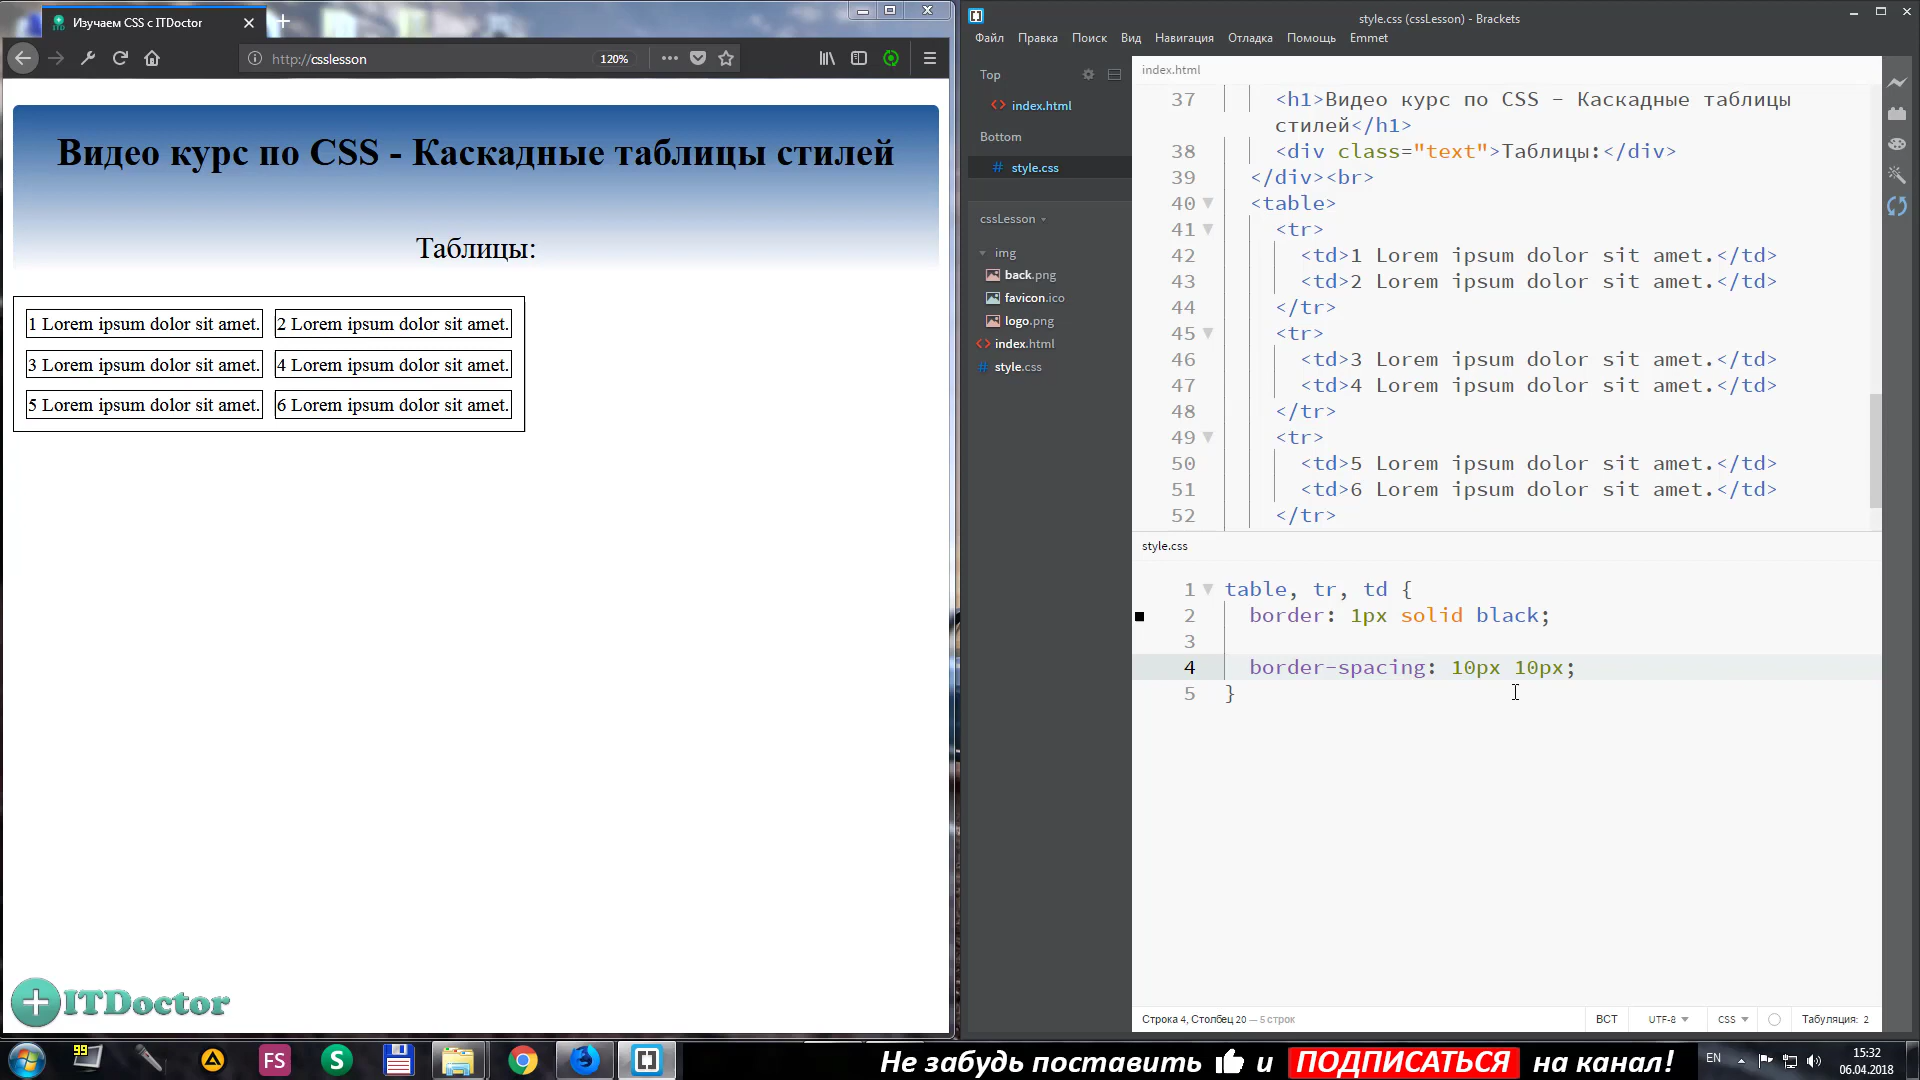 Изучаем CSS с ITDoctor
http://csslesson
120%
Видео курс по CSS - Каскадные таблицы стилей
Таблицы:
1 Lorem ipsum dolor sit amet. 2 Lorem ipsum dolor sit amet.
3 Lorem ipsum dolor sit amet. 4 Lorem ipsum dolor sit amet.
5 Lorem ipsum dolor sit amet. 6 Lorem ipsum dolor sit amet.
ITDoctor
style.css (cssLesson) - Brackets
Файл Правка Поиск Вид Навигация Отладка Помощь Emmet
Top
index.html
Bottom
style.css
cssLesson
img
back.png
favicon.ico
logo.png
index.html
style.css
index.html
37 <h1>Видео курс по CSS - Каскадные таблицы
стилей</h1>
38 <div class="text">Таблицы:</div>
39 </div><br>
40 <table>
41 <tr>
42 <td>1 Lorem ipsum dolor sit amet.</td>
43 <td>2 Lorem ipsum dolor sit amet.</td>
44 </tr>
45 <tr>
46 <td>3 Lorem ipsum dolor sit amet.</td>
47 <td>4 Lorem ipsum dolor sit amet.</td>
48 </tr>
49 <tr>
50 <td>5 Lorem ipsum dolor sit amet.</td>
51 <td>6 Lorem ipsum dolor sit amet.</td>
52 </tr>
style.css
1 table, tr, td {
2 border: 1px solid black;
3
4 border-spacing: 10px 10px;
5 }
Строка 4, Столбец 20 — 5 строк
ВСТ UTF-8 CSS Табуляция: 2
99
FS
S
Не забудь поставить и ПОДПИСАТЬСЯ на канал!
EN
15:32
06.04.2018